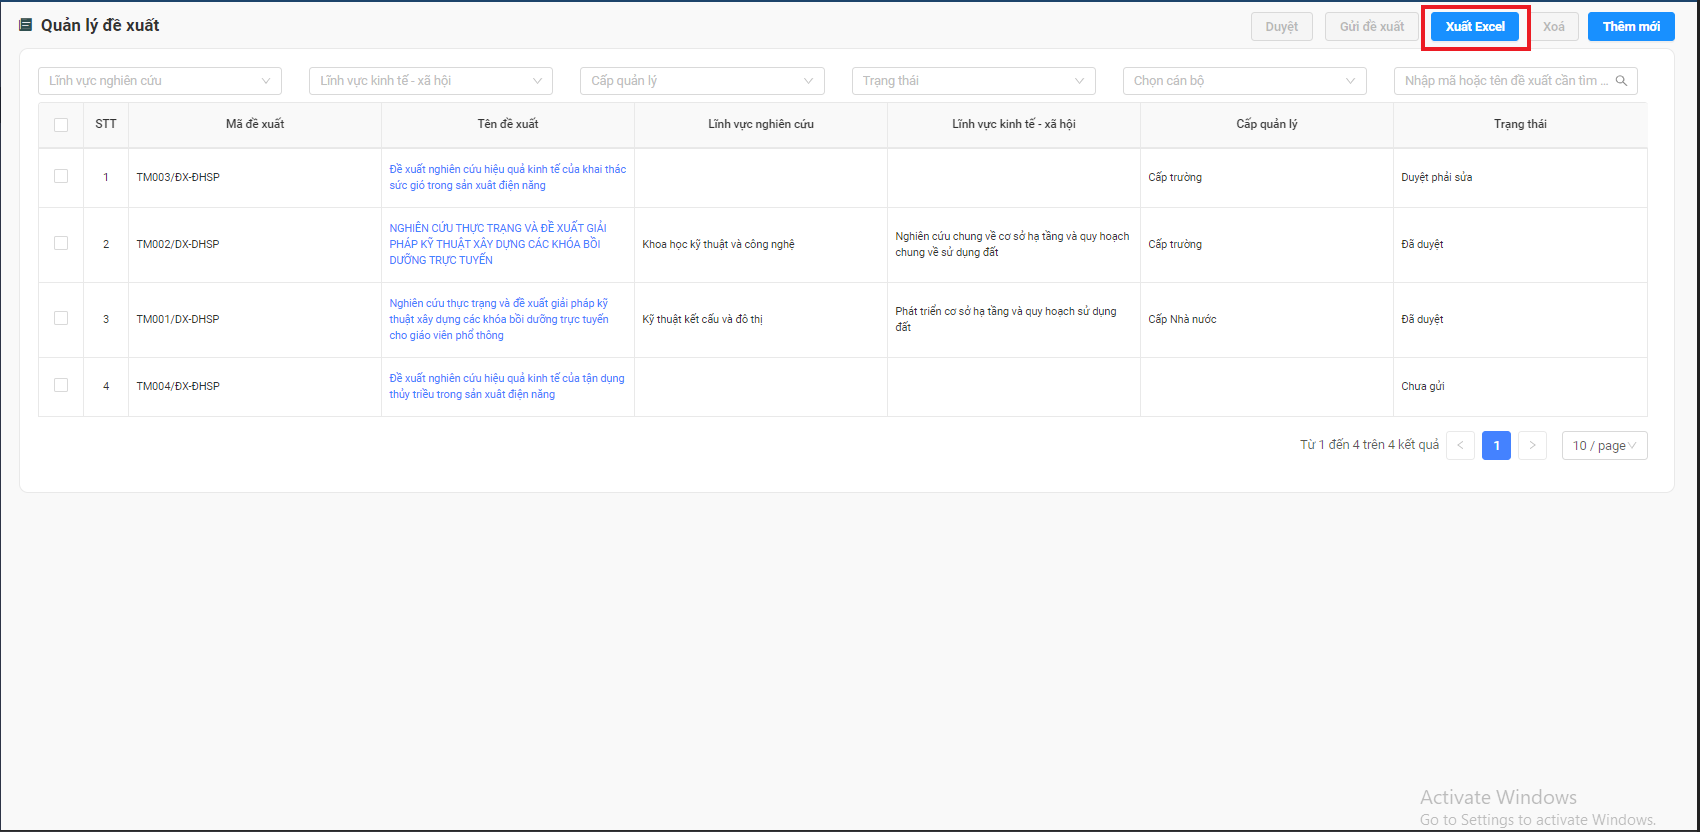 Quản lý đề xuất
Duyệt
Gửi đề xuất
Xuất Excel
Xoá
Thêm mới
Lĩnh vực nghiên cứu
Lĩnh vực kinh tế - xã hội
Cấp quản lý
Trạng thái
Chọn cán bộ
Nhập mã hoặc tên đề xuất cần tìm ...
STT
Mã đề xuất
Tên đề xuất
Lĩnh vực nghiên cứu
Lĩnh vực kinh tế - xã hội
Cấp quản lý
Trạng thái
1
TM003/ĐX-ĐHSP
Đề xuất nghiên cứu hiệu quả kinh tế của khai thác
sức gió trong sản xuất điện năng
Cấp trường
Duyệt phải sửa
2
TM002/DX-DHSP
NGHIÊN CỨU THỰC TRẠNG VÀ ĐỀ XUẤT GIẢI
PHÁP KỸ THUẬT XÂY DỰNG CÁC KHÓA BỒI
DƯỠNG TRỰC TUYẾN
Khoa học kỹ thuật và công nghệ
Nghiên cứu chung về cơ sở hạ tầng và quy hoạch
chung về sử dụng đất
Cấp trường
Đã duyệt
3
TM001/DX-DHSP
Nghiên cứu thực trạng và đề xuất giải pháp kỹ
thuật xây dựng các khóa bồi dưỡng trực tuyến
cho giáo viên phổ thông
Kỹ thuật kết cấu và đô thị
Phát triển cơ sở hạ tầng và quy hoạch sử dụng
đất
Cấp Nhà nước
Đã duyệt
4
TM004/ĐX-ĐHSP
Đề xuất nghiên cứu hiệu quả kinh tế của tận dụng
thủy triều trong sản xuất điện năng
Chưa gửi
Từ 1 đến 4 trên 4 kết quả
<
1
>
10 / page
Activate Windows
Go to Settings to activate Windows.